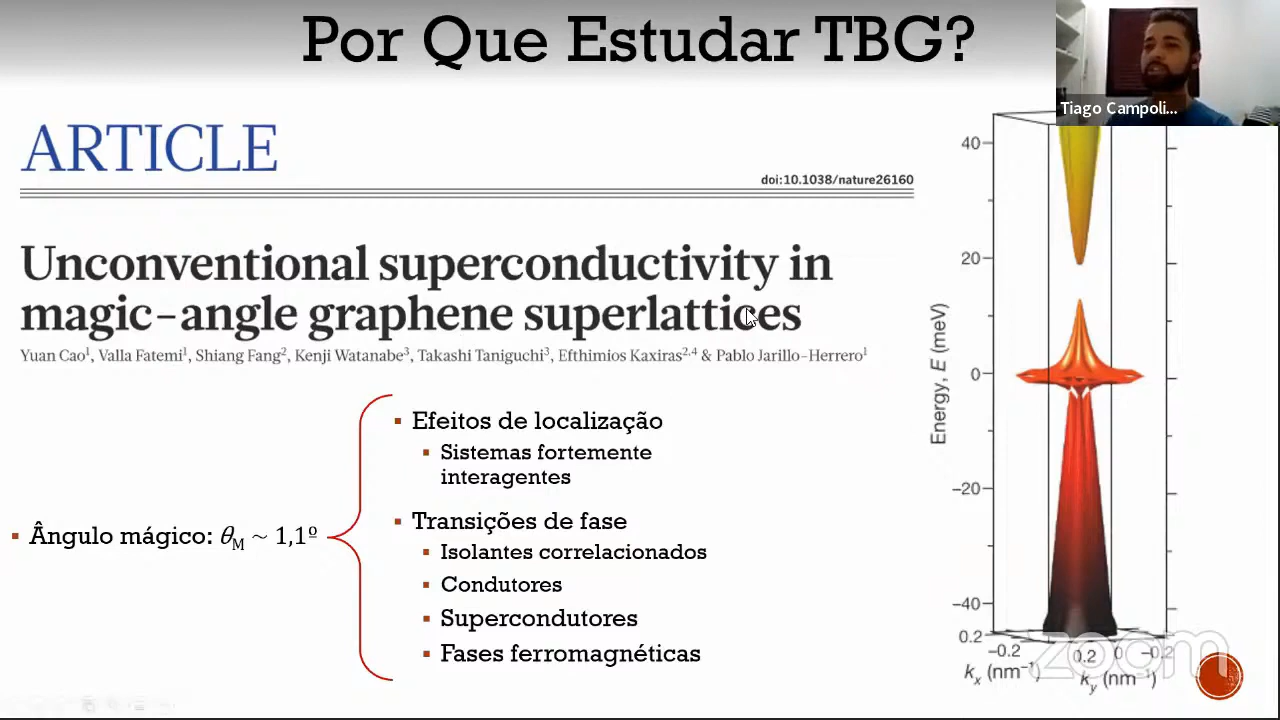 Por Que Estudar TBG?
Tiago Campoli...
ARTICLE
doi:10.1038/nature26160
Unconventional superconductivity in
magic-angle graphene superlattices
Yuan Cao¹, Valla Fatemi¹, Shiang Fang², Kenji Watanabe³, Takashi Taniguchi³, Efthimios Kaxiras²,⁴ & Pablo Jarillo-Herrero¹
▪ Efeitos de localização
▪ Sistemas fortemente
interagentes
▪ Transições de fase
▪ Isolantes correlacionados
▪ Condutores
▪ Supercondutores
▪ Fases ferromagnéticas
▪ Ângulo mágico: θM ~ 1,1º
Energy, E (meV)
40
20
0
−20
−40
0.2
−0.2
0.2
0
−0.2
kx (nm⁻¹)
ky (nm⁻¹)
zoom